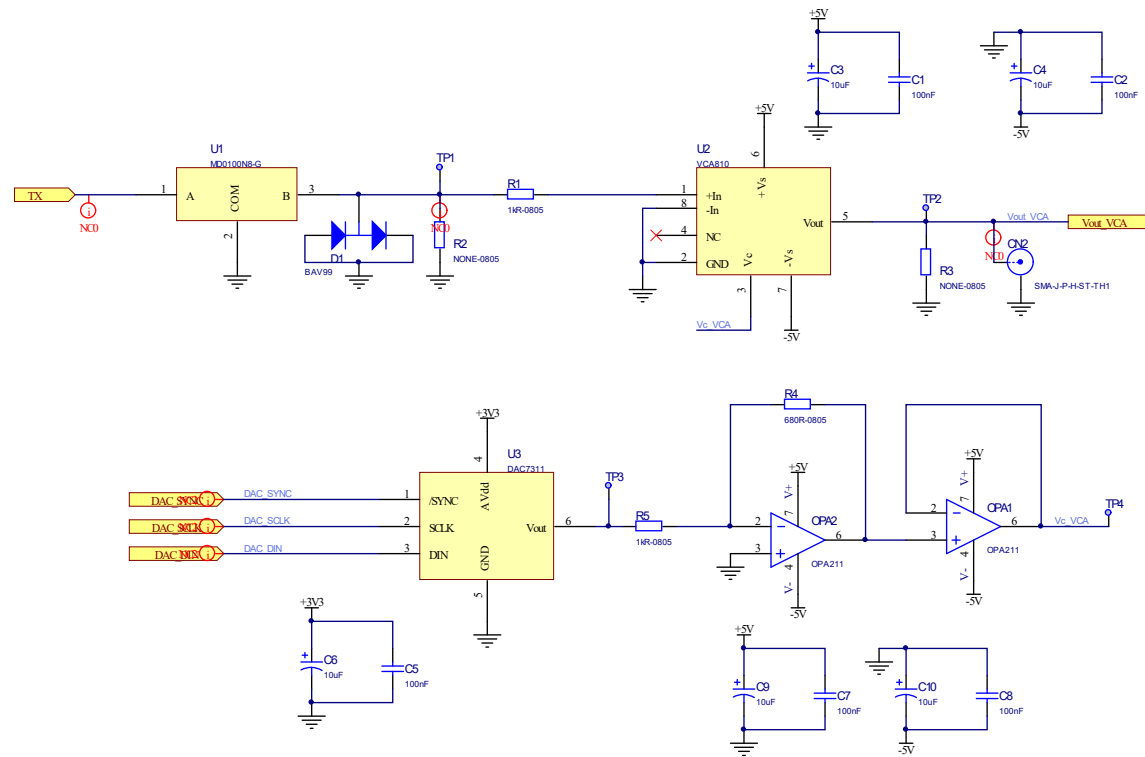 +5V
C3
10uF
C1
100nF
C4
10uF
C2
100nF
-5V
U1
MD0100N8-G
TX
i
NC0
1
A
COM
B
3
2
TP1
NC0
R2
NONE-0805
D1
BAV99
R1
1kR-0805
U2
VCA810
+5V
6
+Vs
1
+In
8
-In
4
NC
2
GND
Vc
-Vs
Vout
5
3
7
Vc_VCA
-5V
TP2
Vout_VCA
Vout_VCA
NC0
CN2
SMA-J-P-H-ST-TH1
R3
NONE-0805
+3V3
4
U3
DAC7311
DAC_SYNC
i
DAC_SYNC
1
/SYNC
AVdd
DAC_SCLK
i
DAC_SCLK
2
SCLK
Vout
6
DAC_DIN
i
DAC_DIN
3
DIN
GND
5
TP3
R5
1kR-0805
R4
680R-0805
+5V
V+
7
2
3
OPA2
6
OPA211
4
V-
-5V
+5V
V+
7
2
3
OPA1
6
OPA211
4
V-
-5V
Vc_VCA
TP4
+3V3
C6
10uF
C5
100nF
+5V
C9
10uF
C7
100nF
C10
10uF
C8
100nF
-5V